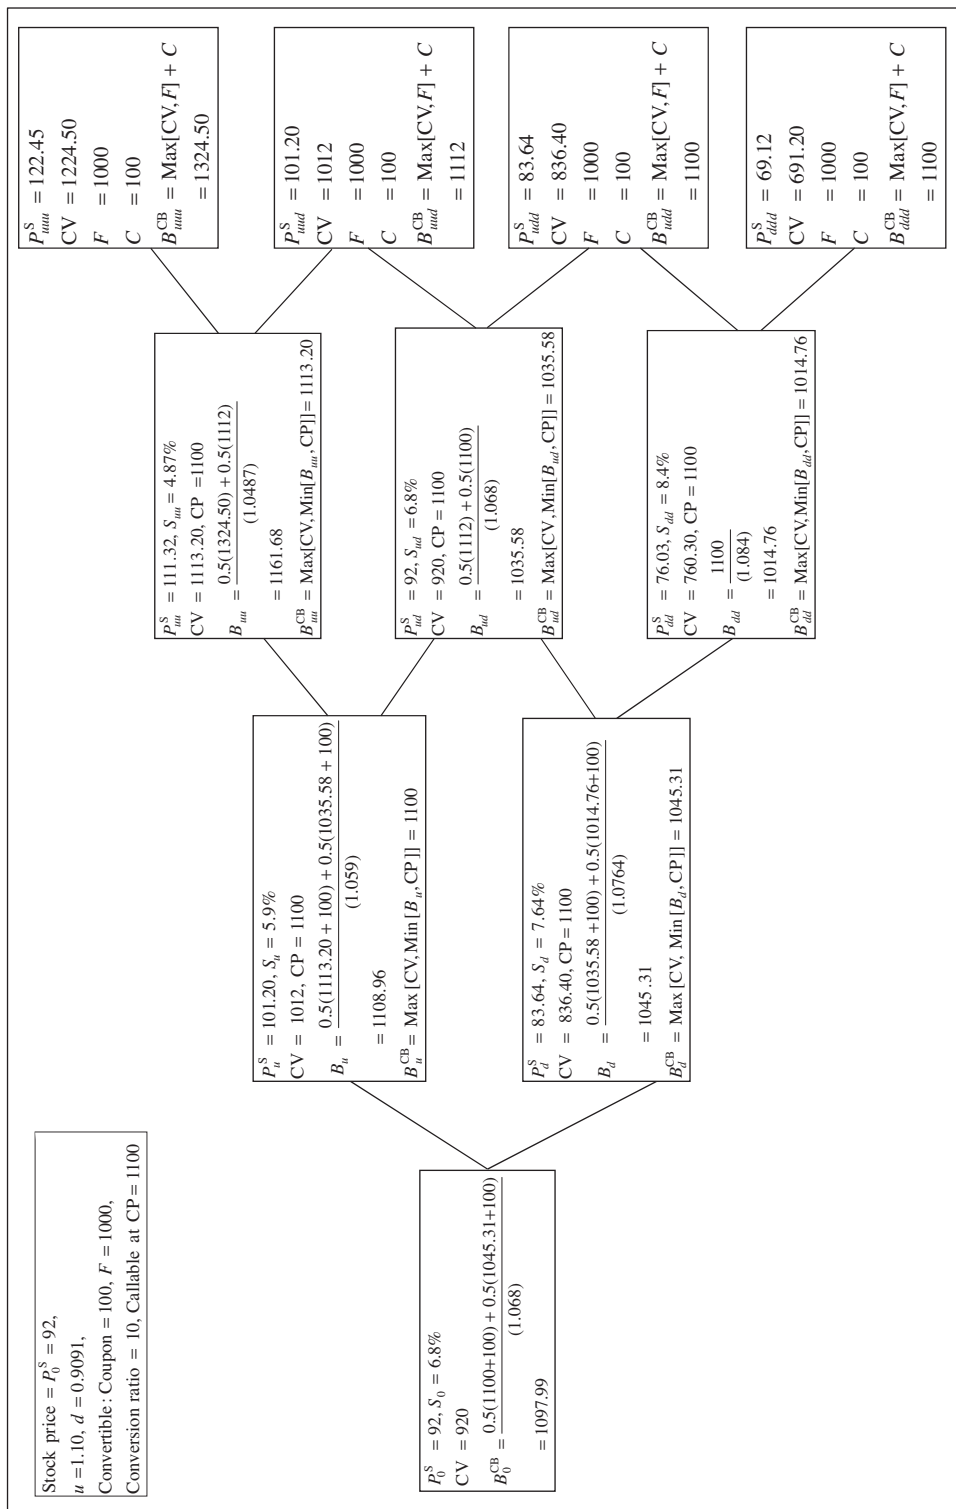 Stock price = P_0^S = 92,
u = 1.10, d = 0.9091,
Convertible: Coupon = 100, F = 1000,
Conversion ratio = 10, Callable at CP = 1100
P_0^S = 92, S_0 = 6.8%
CV = 920
B_0^CB = 0.5(1100+100) + 0.5(1045.31+100)
(1.068)
= 1097.99
P_u^S = 101.20, S_u = 5.9%
CV = 1012, CP = 1100
B_u = 0.5(1113.20 + 100) + 0.5(1035.58 + 100)
(1.059)
= 1108.96
B_u^CB = Max[CV, Min[B_u, CP]] = 1100
P_d^S = 83.64, S_d = 7.64%
CV = 836.40, CP = 1100
B_d = 0.5(1035.58 + 100) + 0.5(1014.76+100)
(1.0764)
= 1045.31
B_d^CB = Max [CV, Min [B_d, CP]] = 1045.31
P_uu^S = 111.32, S_uu = 4.87%
CV = 1113.20, CP = 1100
B_uu = 0.5(1324.50) + 0.5(1112)
(1.0487)
= 1161.68
B_uu^CB = Max[CV, Min[B_uu, CP]] = 1113.20
P_ud^S = 92, S_ud = 6.8%
CV = 920, CP = 1100
B_ud = 0.5(1112) + 0.5(1100)
(1.068)
= 1035.58
B_ud^CB = Max[CV, Min[B_ud, CP]] = 1035.58
P_dd^S = 76.03, S_dd = 8.4%
CV = 760.30, CP = 1100
B_dd = 1100
(1.084)
= 1014.76
B_dd^CB = Max[CV, Min[B_dd, CP]] = 1014.76
P_uuu^S = 122.45
CV = 1224.50
F = 1000
C = 100
B_uuu^CB = Max[CV, F] + C
= 1324.50
P_uud^S = 101.20
CV = 1012
F = 1000
C = 100
B_uud^CB = Max[CV, F] + C
= 1112
P_udd^S = 83.64
CV = 836.40
F = 1000
C = 100
B_udd^CB = Max[CV, F] + C
= 1100
P_ddd^S = 69.12
CV = 691.20
F = 1000
C = 100
B_ddd^CB = Max[CV, F] + C
= 1100